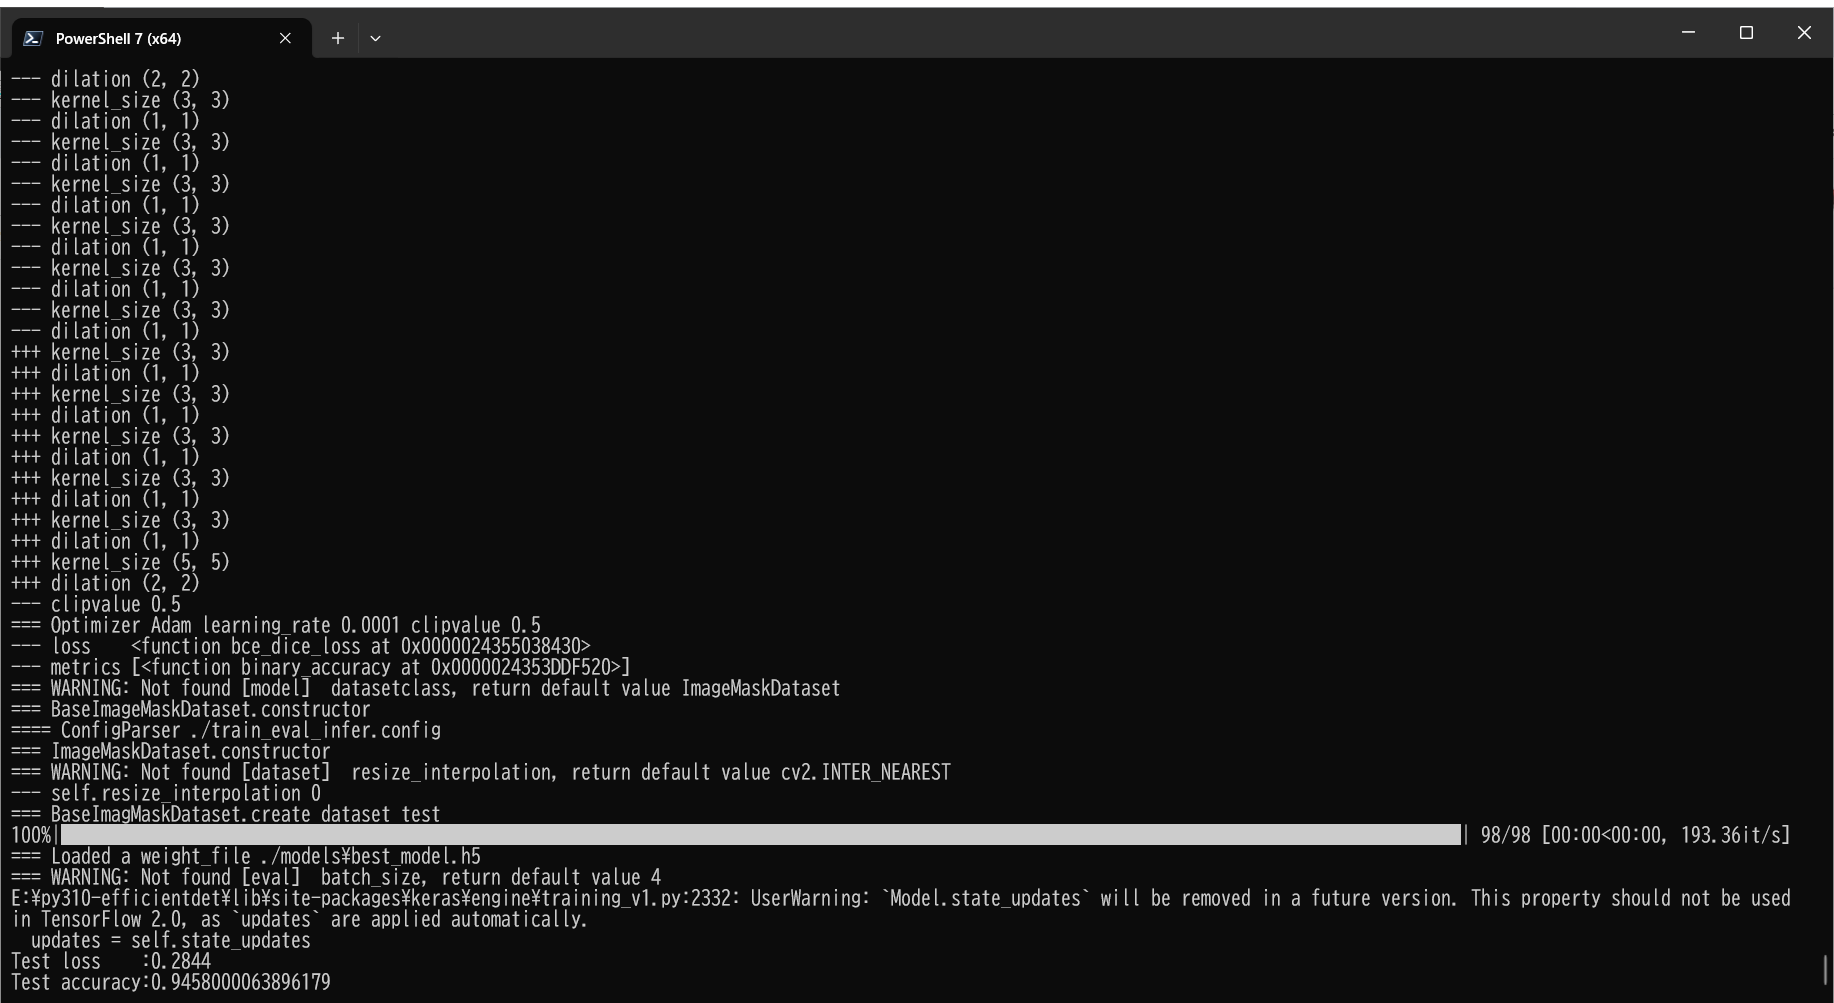 PowerShell 7 (x64)
--- dilation (2, 2)
--- kernel_size (3, 3)
--- dilation (1, 1)
--- kernel_size (3, 3)
--- dilation (1, 1)
--- kernel_size (3, 3)
--- dilation (1, 1)
--- kernel_size (3, 3)
--- dilation (1, 1)
--- kernel_size (3, 3)
--- dilation (1, 1)
--- kernel_size (3, 3)
--- dilation (1, 1)
+++ kernel_size (3, 3)
+++ dilation (1, 1)
+++ kernel_size (3, 3)
+++ dilation (1, 1)
+++ kernel_size (3, 3)
+++ dilation (1, 1)
+++ kernel_size (3, 3)
+++ dilation (1, 1)
+++ kernel_size (3, 3)
+++ dilation (1, 1)
+++ kernel_size (5, 5)
+++ dilation (2, 2)
--- clipvalue 0.5
=== Optimizer Adam learning_rate 0.0001 clipvalue 0.5
--- loss    <function bce_dice_loss at 0x0000024355038430>
--- metrics [<function binary_accuracy at 0x0000024353DDF520>]
=== WARNING: Not found [model]  datasetclass, return default value ImageMaskDataset
=== BaseImageMaskDataset.constructor
==== ConfigParser ./train_eval_infer.config
=== ImageMaskDataset.constructor
=== WARNING: Not found [dataset]  resize_interpolation, return default value cv2.INTER_NEAREST
--- self.resize_interpolation 0
=== BaseImagMaskDataset.create dataset test
100%| | 98/98 [00:00<00:00, 193.36it/s]
=== Loaded a weight_file ./models¥best_model.h5
=== WARNING: Not found [eval]  batch_size, return default value 4
E:¥py310-efficientdet¥lib¥site-packages¥keras¥engine¥training_v1.py:2332: UserWarning: `Model.state_updates` will be removed in a future version. This property should not be used
in TensorFlow 2.0, as `updates` are applied automatically.
  updates = self.state_updates
Test loss    :0.2844
Test accuracy:0.9458000063896179